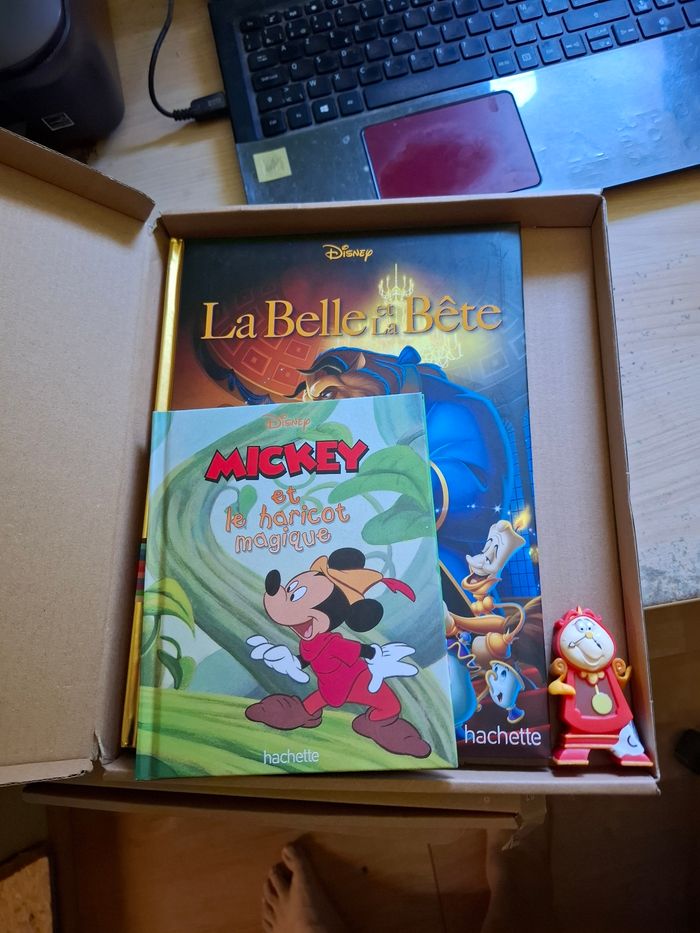 Disney
La Belle et La Bête
Disney
MICKEY
et
le haricot
magique
hachette
hachette